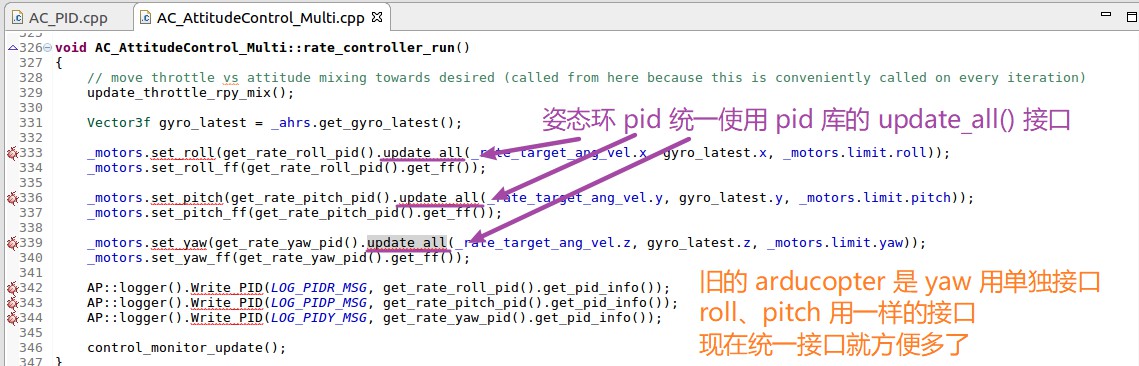 AC_PID.cpp AC_AttitudeControl_Multi.cpp
325
326 void AC_AttitudeControl_Multi::rate_controller_run()
327 {
328 // move throttle vs attitude mixing towards desired (called from here because this is conveniently called on every iteration)
329 update_throttle_rpy_mix();
330
331 Vector3f gyro_latest = _ahrs.get_gyro_latest();
姿态环 pid 统一使用 pid 库的 update_all() 接口
332
333 _motors.set_roll(get_rate_roll_pid().update_all(_rate_target_ang_vel.x, gyro_latest.x, _motors.limit.roll));
334 _motors.set_roll_ff(get_rate_roll_pid().get_ff());
335
336 _motors.set_pitch(get_rate_pitch_pid().update_all(_rate_target_ang_vel.y, gyro_latest.y, _motors.limit.pitch));
337 _motors.set_pitch_ff(get_rate_pitch_pid().get_ff());
338
339 _motors.set_yaw(get_rate_yaw_pid().update_all(_rate_target_ang_vel.z, gyro_latest.z, _motors.limit.yaw));
340 _motors.set_yaw_ff(get_rate_yaw_pid().get_ff());
341
342 AP::logger().Write_PID(LOG_PIDR_MSG, get_rate_roll_pid().get_pid_info());
343 AP::logger().Write_PID(LOG_PIDP_MSG, get_rate_pitch_pid().get_pid_info());
344 AP::logger().Write_PID(LOG_PIDY_MSG, get_rate_yaw_pid().get_pid_info());
345
346 control_monitor_update();
347 }
旧的 arducopter 是 yaw 用单独接口
roll、pitch 用一样的接口
现在统一接口就方便多了